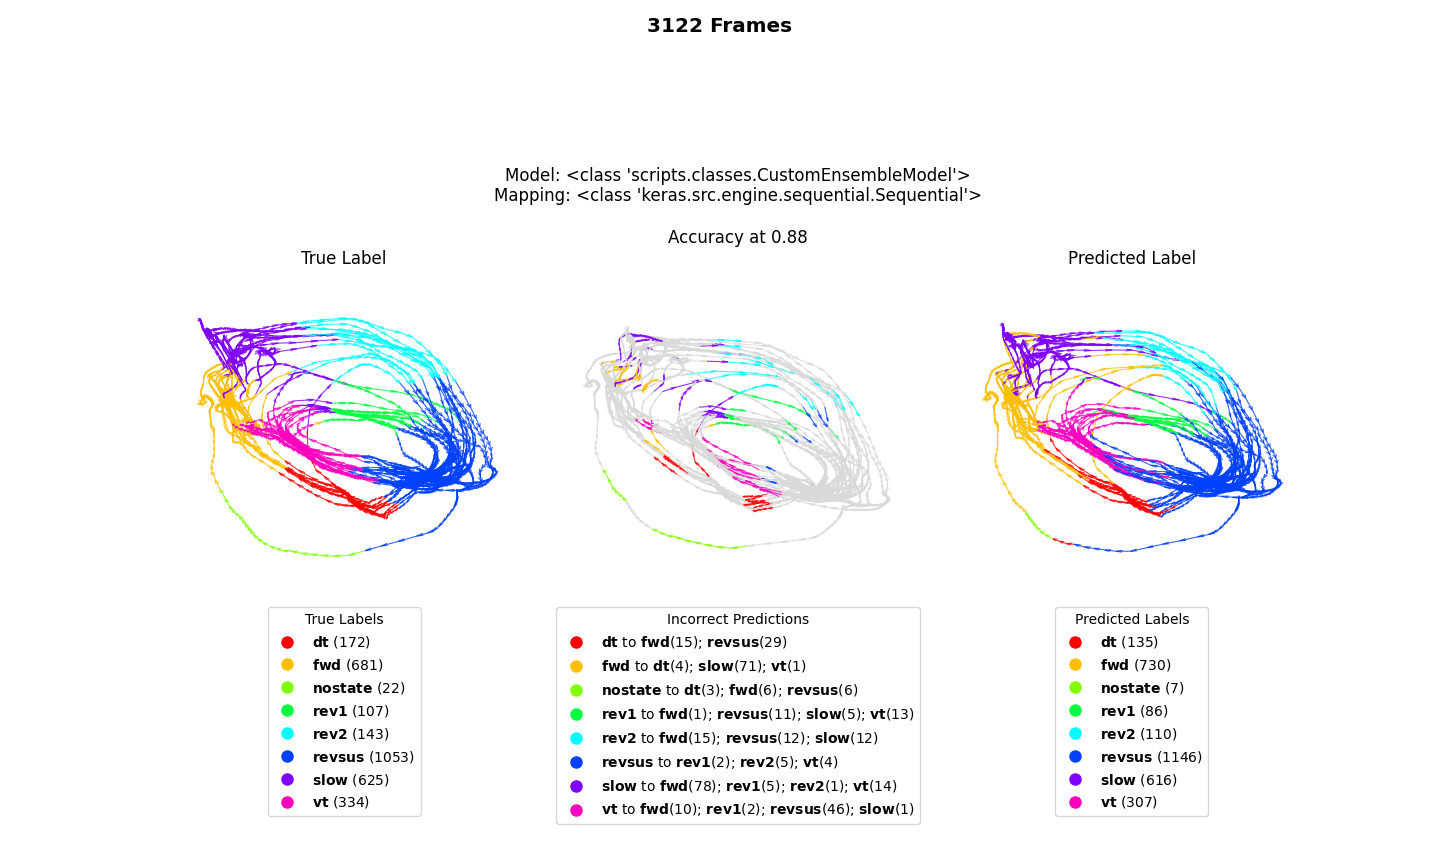 3122 Frames
Model: <class 'scripts.classes.CustomEnsembleModel'>
Mapping: <class 'keras.src.engine.sequential.Sequential'>
Accuracy at 0.88
True Label
Predicted Label
True Labels
dt (172)
fwd (681)
nostate (22)
rev1 (107)
rev2 (143)
revsus (1053)
slow (625)
vt (334)
Incorrect Predictions
dt to fwd(15); revsus(29)
fwd to dt(4); slow(71); vt(1)
nostate to dt(3); fwd(6); revsus(6)
rev1 to fwd(1); revsus(11); slow(5); vt(13)
rev2 to fwd(15); revsus(12); slow(12)
revsus to rev1(2); rev2(5); vt(4)
slow to fwd(78); rev1(5); rev2(1); vt(14)
vt to fwd(10); rev1(2); revsus(46); slow(1)
Predicted Labels
dt (135)
fwd (730)
nostate (7)
rev1 (86)
rev2 (110)
revsus (1146)
slow (616)
vt (307)